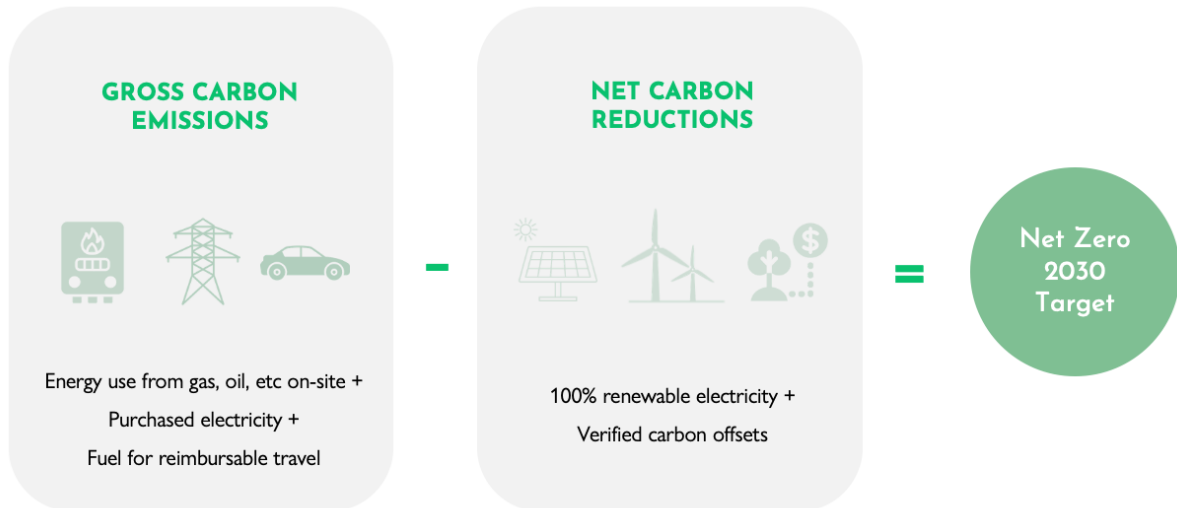 GROSS CARBON
EMISSIONS
Energy use from gas, oil, etc on-site +
Purchased electricity +
Fuel for reimbursable travel
-
NET CARBON
REDUCTIONS
$
100% renewable electricity +
Verified carbon offsets
=
Net Zero
2030
Target